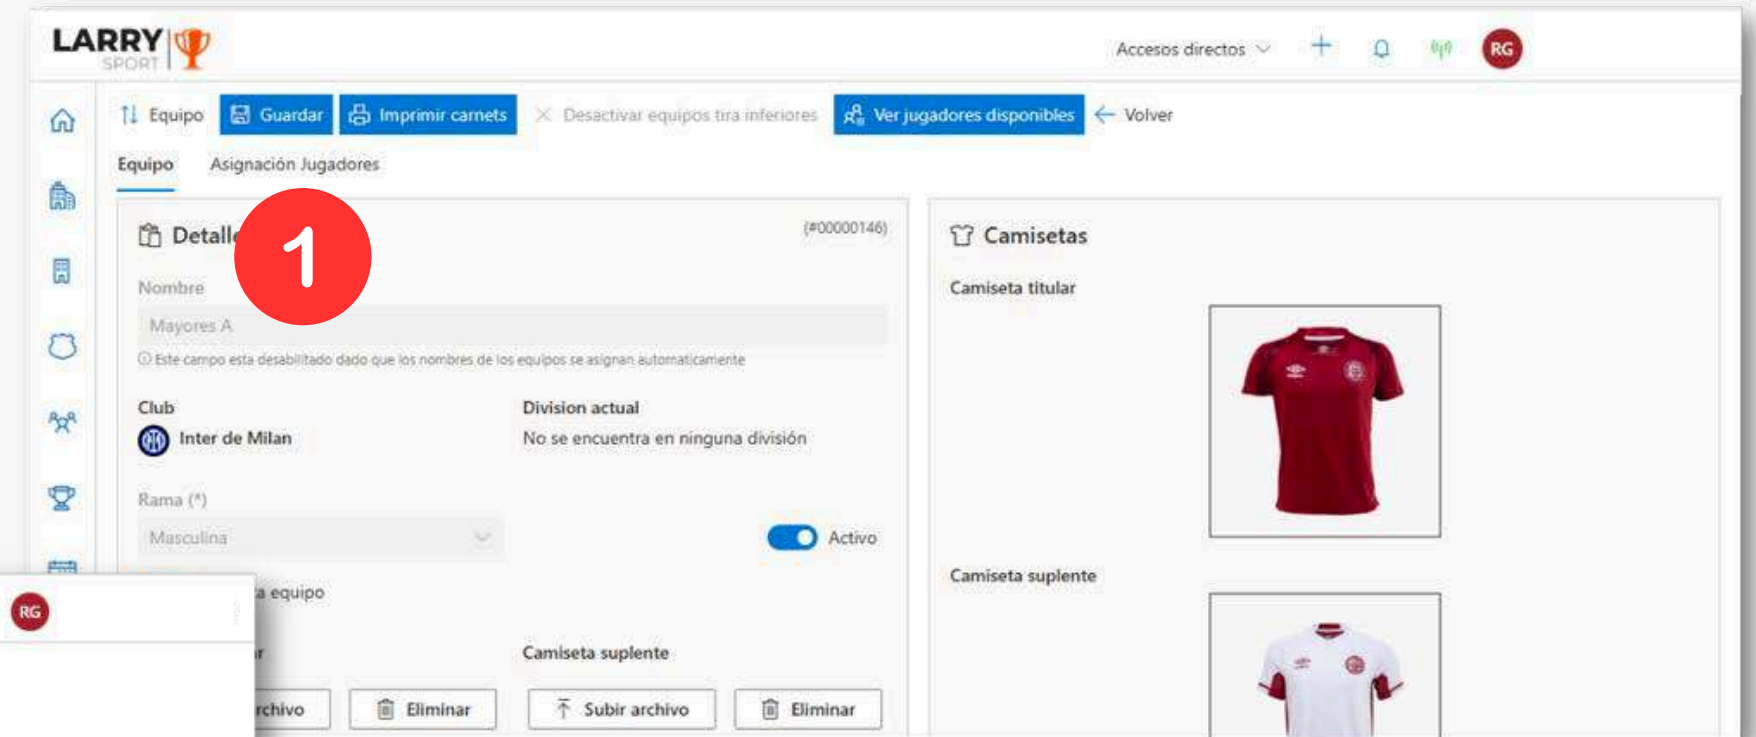 LARRY
SPORT
Accesos directos
RG
Equipo
Guardar
Imprimir carnets
Desactivar equipos tira inferiores
Ver jugadores disponibles
Volver
Equipo
Asignación Jugadores
1
Detalle
(#00000146)
Nombre
Mayores A
Este campo esta desabilitado dado que los nombres de los equipos se asignan automaticamente
Club
Division actual
Inter de Milan
No se encuentra en ninguna división
Rama (*)
Masculina
Activo
a equipo
r
Camiseta suplente
rchivo
Eliminar
Subir archivo
Eliminar
Camisetas
Camiseta titular
Camiseta suplente
RG